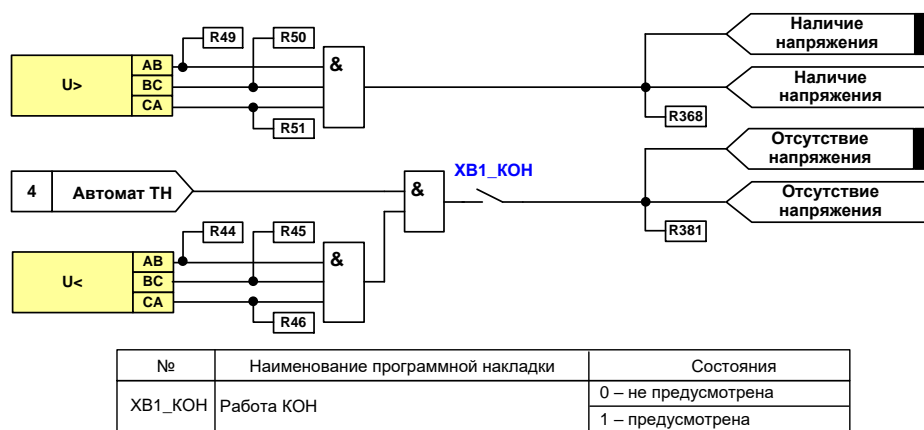 R49
R50
Наличие
напряжения
AB
U>
BC
CA
&
Наличие
напряжения
R51
R368
Отсутствие
напряжения
XB1_КОН
4
Автомат ТН
&
Отсутствие
напряжения
R44
R45
R381
AB
U<
BC
CA
&
R46
№
Наименование программной накладки
Состояния
XB1_КОН
Работа КОН
0 – не предусмотрена
1 – предусмотрена